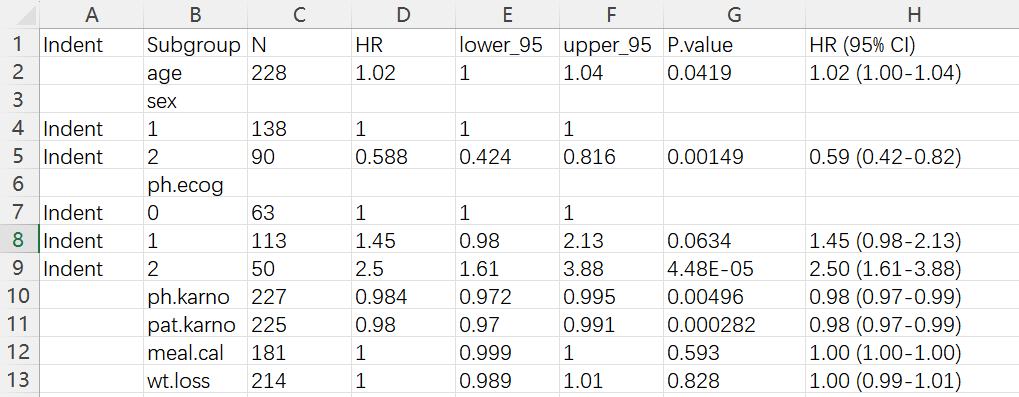 A B C D E F G H
1 Indent Subgroup N HR lower_95 upper_95 P.value HR (95% CI)
2 age 228 1.02 1 1.04 0.0419 1.02 (1.00-1.04)
3 sex
4 Indent 1 138 1 1 1
5 Indent 2 90 0.588 0.424 0.816 0.00149 0.59 (0.42-0.82)
6 ph.ecog
7 Indent 0 63 1 1 1
8 Indent 1 113 1.45 0.98 2.13 0.0634 1.45 (0.98-2.13)
9 Indent 2 50 2.5 1.61 3.88 4.48E-05 2.50 (1.61-3.88)
10 ph.karno 227 0.984 0.972 0.995 0.00496 0.98 (0.97-0.99)
11 pat.karno 225 0.98 0.97 0.991 0.000282 0.98 (0.97-0.99)
12 meal.cal 181 1 0.999 1 0.593 1.00 (1.00-1.00)
13 wt.loss 214 1 0.989 1.01 0.828 1.00 (0.99-1.01)